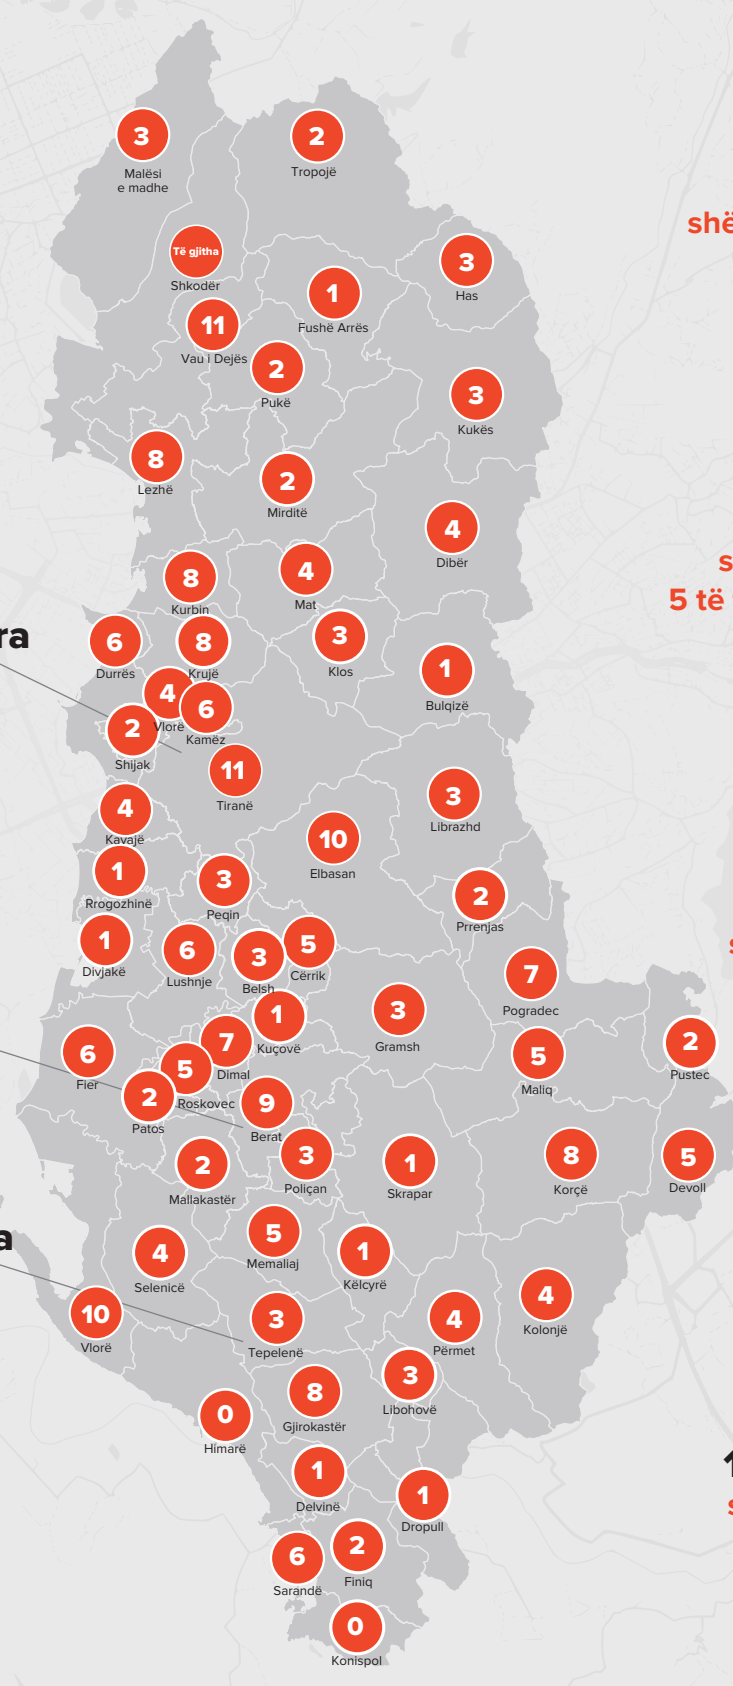 3
Malësi
e madhe
2
Tropojë
shë
Të gjitha
Shkodër
3
Has
1
Fushë Arrës
11
Vau i Dejës
2
Pukë
3
Kukës
8
Lezhë
2
Mirditë
4
Dibër
8
Kurbin
4
Mat
s
5 të
ra
6
Durrës
8
Krujë
3
Klos
1
Bulqizë
4
Vlorë
6
Kamëz
2
Shijak
11
Tiranë
4
Kavajë
3
Librazhd
10
Elbasan
1
Rrogozhinë
3
Peqin
2
Prrenjas
1
Divjakë
6
Lushnje
3
Belsh
5
Cërrik
s
7
Pogradec
3
Gramsh
1
Kuçovë
6
Fier
7
Dimal
5
Roskovec
5
Maliq
2
Pustec
2
Patos
9
Berat
2
Mallakastër
3
Poliçan
1
Skrapar
8
Korçë
5
Devoll
a
4
Selenicë
5
Memaliaj
1
Këlcyrë
10
Vlorë
3
Tepelenë
4
Përmet
4
Kolonjë
8
Gjirokastër
3
Libohovë
0
Himarë
1
Delvinë
1
Dropull
1
s
6
Sarandë
2
Finiq
0
Konispol